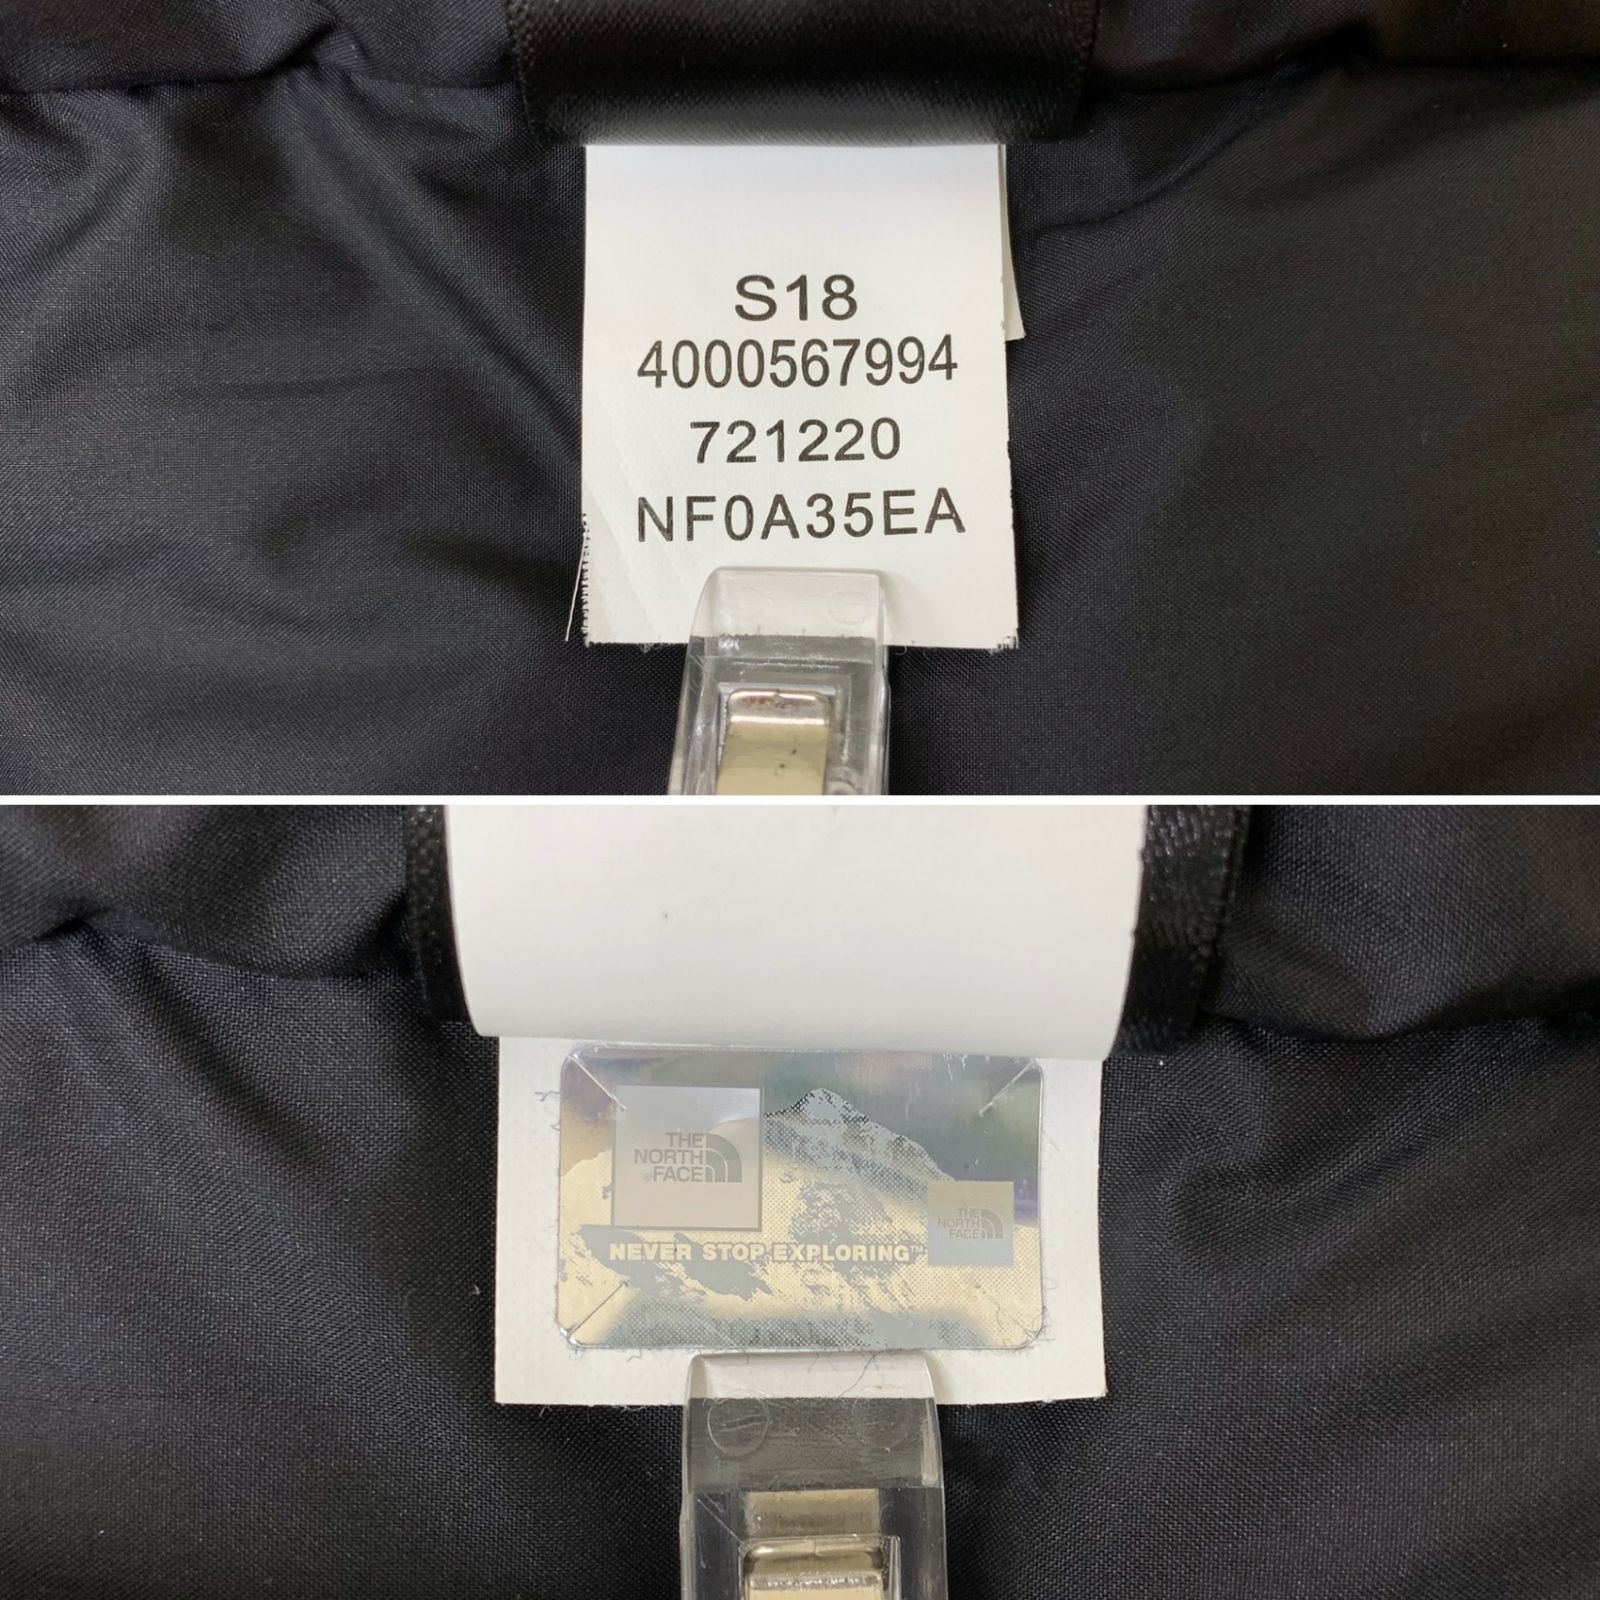 S18
4000567994
721220
NF0A35EA
THE
NORTH
®FACE
NEVER STOP EXPLORING™
THE
NORTH
FACE